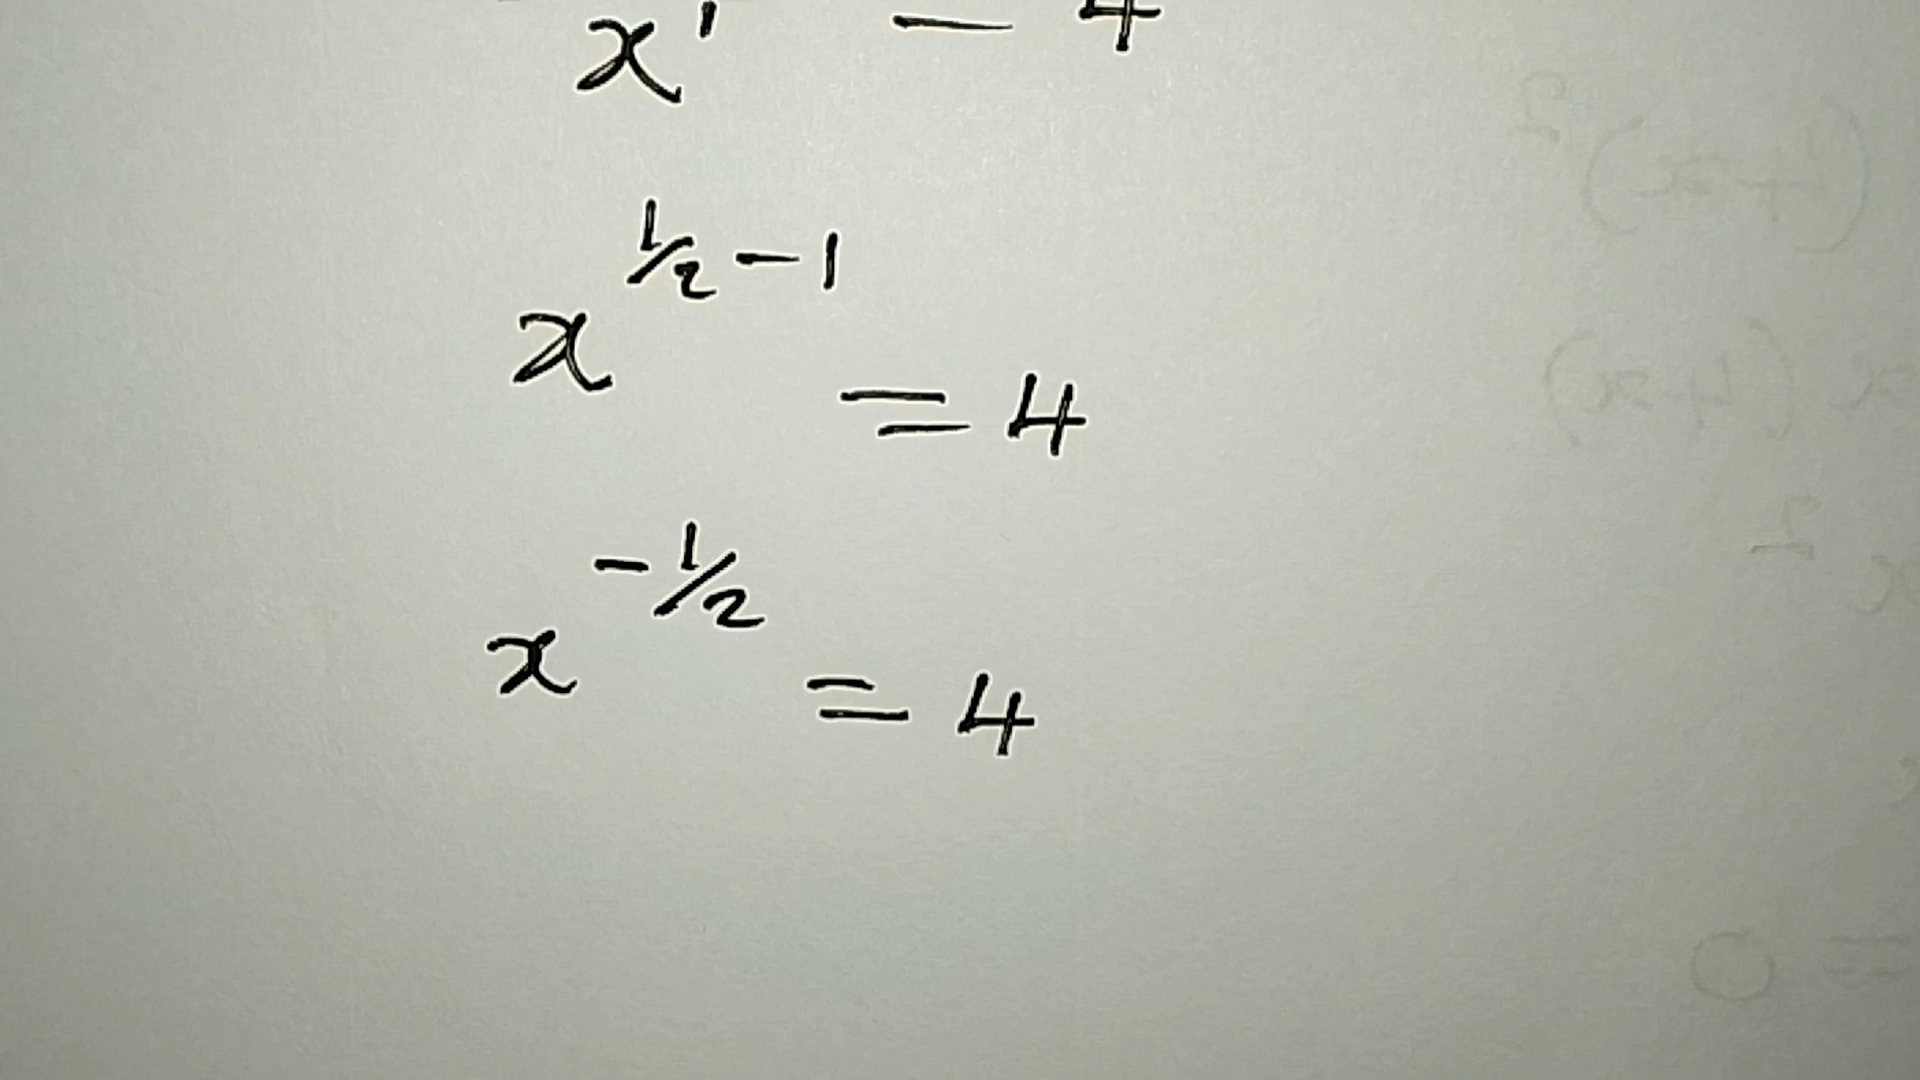 x¹ = 4
x^(1/2 - 1) = 4
x^(-1/2) = 4